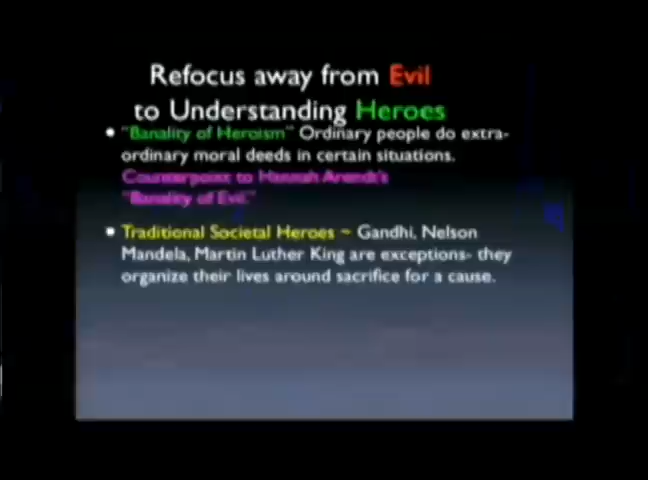 Refocus away from Evil
to Understanding Heroes
• "Banality of Heroism" Ordinary people do extra-
ordinary moral deeds in certain situations.
Counterpoint to Hannah Arendt's
"Banality of Evil."
• Traditional Societal Heroes ~ Gandhi, Nelson
Mandela, Martin Luther King are exceptions- they
organize their lives around sacrifice for a cause.